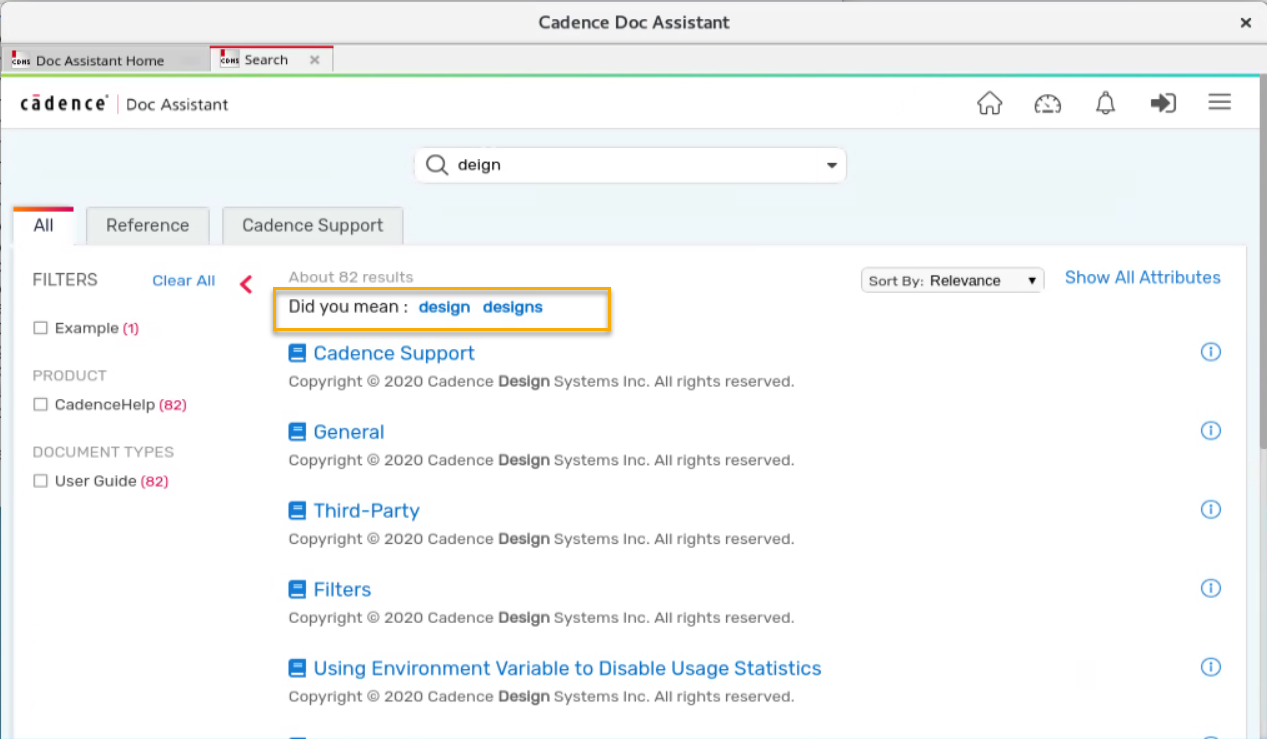 Cadence Doc Assistant
CDNS Doc Assistant Home
CDNS Search
cādence® Doc Assistant
deign
All Reference Cadence Support
FILTERS Clear All
About 82 results
Sort By: Relevance Show All Attributes
Did you mean : design designs
Example (1)
PRODUCT
CadenceHelp (82)
DOCUMENT TYPES
User Guide (82)
Cadence Support
Copyright © 2020 Cadence Design Systems Inc. All rights reserved.
General
Copyright © 2020 Cadence Design Systems Inc. All rights reserved.
Third-Party
Copyright © 2020 Cadence Design Systems Inc. All rights reserved.
Filters
Copyright © 2020 Cadence Design Systems Inc. All rights reserved.
Using Environment Variable to Disable Usage Statistics
Copyright © 2020 Cadence Design Systems Inc. All rights reserved.